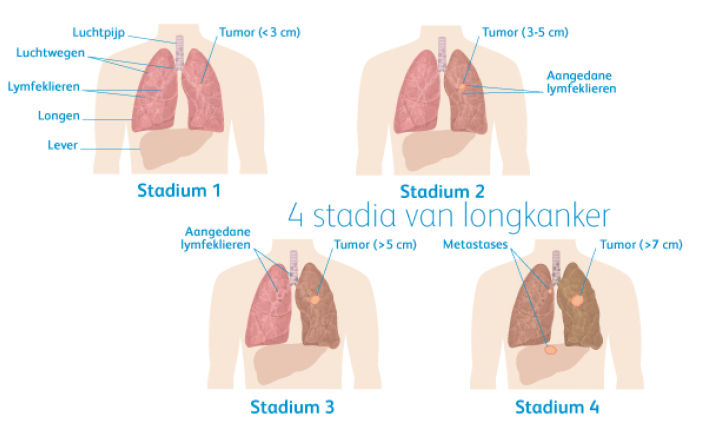 Luchtpijp
Tumor (<3 cm)
Luchtwegen
Lymfeklieren
Longen
Lever
Stadium 1
Tumor (3-5 cm)
Aangedane
lymfeklieren
Stadium 2
4 stadia van longkanker
Aangedane
lymfeklieren
Tumor (>5 cm)
Stadium 3
Metastases
Tumor (>7 cm)
Stadium 4